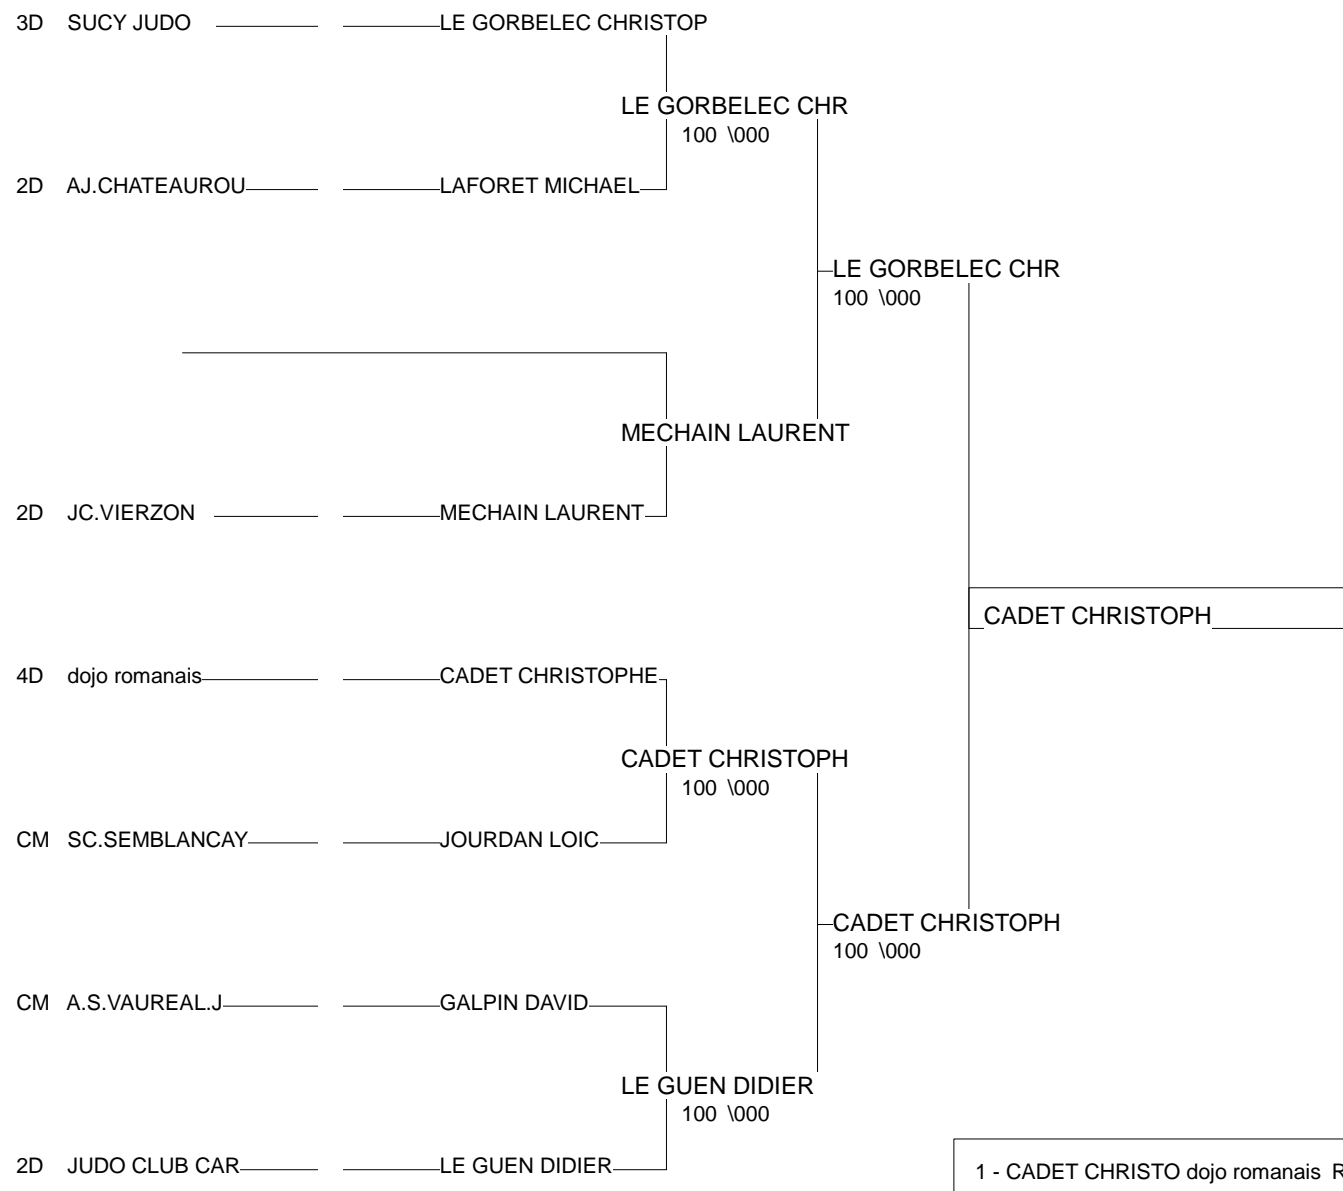 3D SUCY JUDO LE GORBELEC CHRISTOP
LE GORBELEC CHR
100 \000
2D AJ.CHATEAUROU LAFORET MICHAEL
LE GORBELEC CHR
100 \000
MECHAIN LAURENT
2D JC.VIERZON MECHAIN LAURENT
CADET CHRISTOPH
4D dojo romanais CADET CHRISTOPHE
CADET CHRISTOPH
100 \000
CM SC.SEMBLANCAY JOURDAN LOIC
CADET CHRISTOPH
100 \000
CM A.S.VAUREAL.J GALPIN DAVID
LE GUEN DIDIER
100 \000
2D JUDO CLUB CAR LE GUEN DIDIER
1 - CADET CHRISTO dojo romanais R